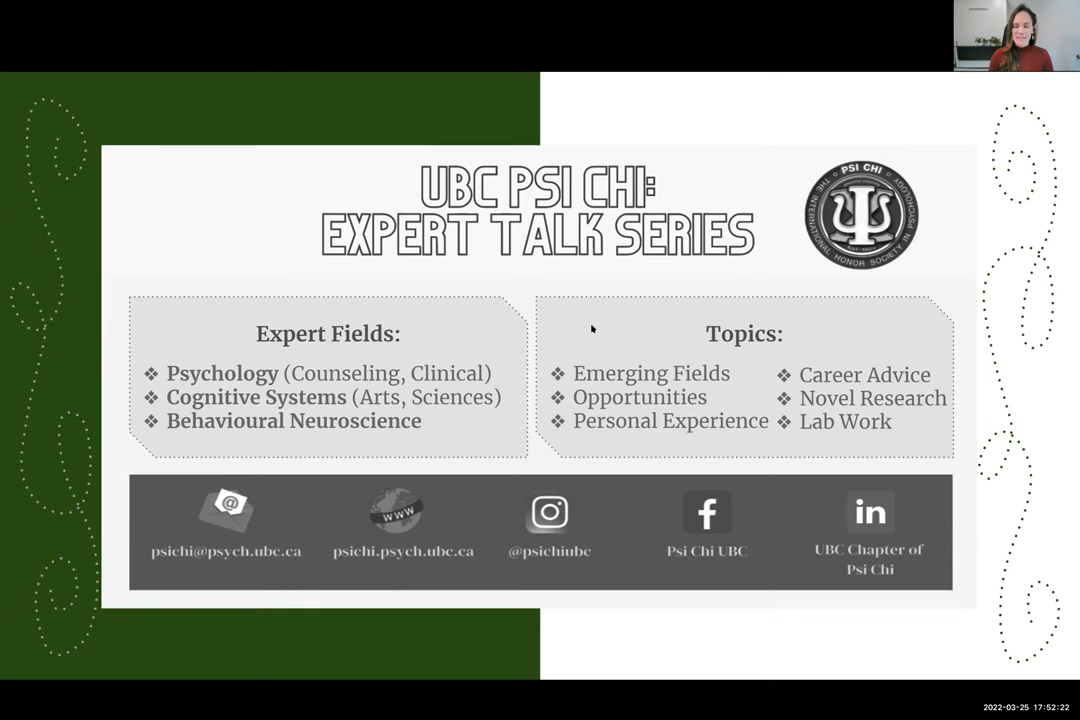 UBC PSI CHI:
EXPERT TALK SERIES
PSI CHI
THE INTERNATIONAL HONOR SOCIETY IN PSYCHOLOGY
Expert Fields:
❖ Psychology (Counseling, Clinical)
❖ Cognitive Systems (Arts, Sciences)
❖ Behavioural Neuroscience
Topics:
❖ Emerging Fields
❖ Opportunities
❖ Personal Experience
❖ Career Advice
❖ Novel Research
❖ Lab Work
@
www
f
in
psichi@psych.ubc.ca
psichi.psych.ubc.ca
@psichiubc
Psi Chi UBC
UBC Chapter of
Psi Chi
2022-03-25 17:52:22